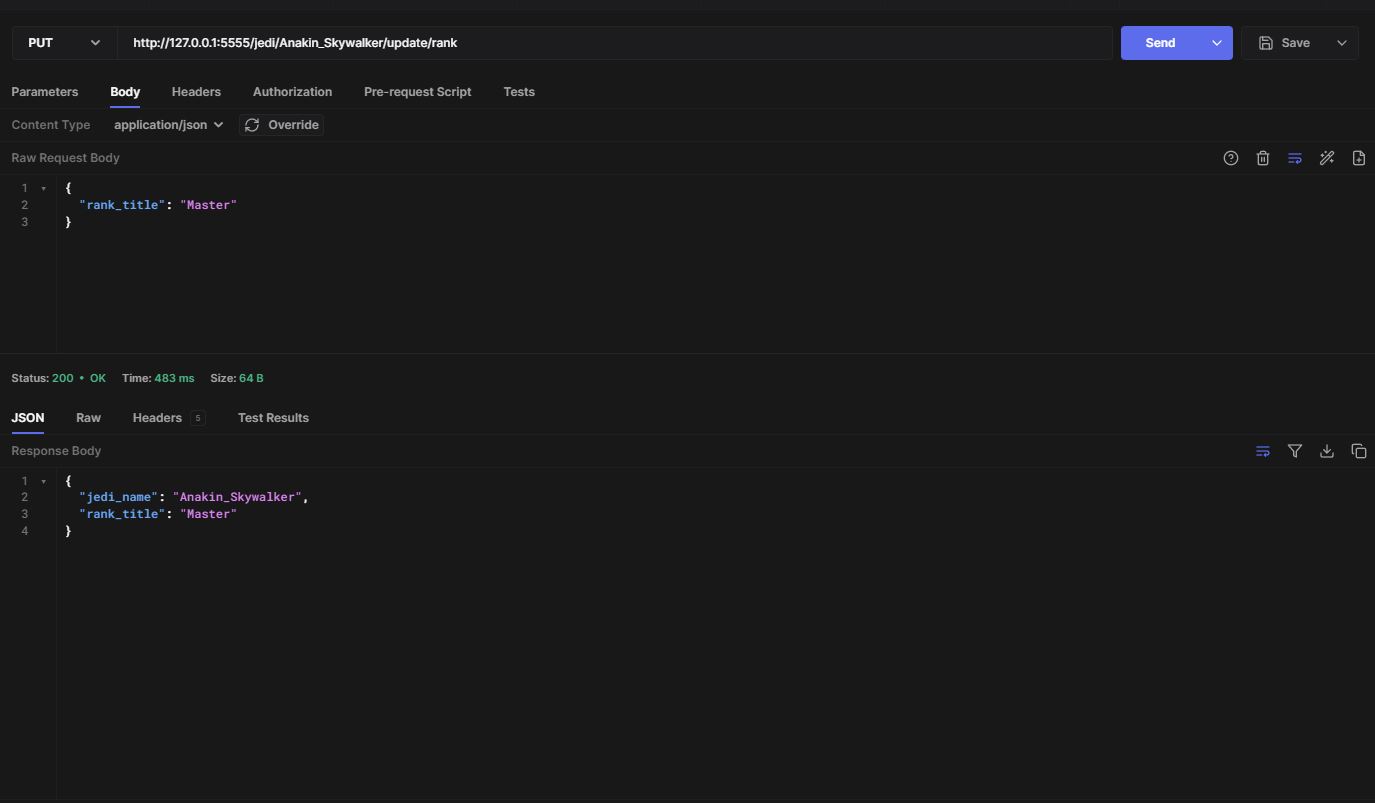 PUT http://127.0.0.1:5555/jedi/Anakin_Skywalker/update/rank Send Save
Parameters Body Headers Authorization Pre-request Script Tests
Content Type application/json Override
Raw Request Body
1 {
2 "rank_title": "Master"
3 }
Status: 200 • OK Time: 483 ms Size: 64 B
JSON Raw Headers 5 Test Results
Response Body
1 {
2 "jedi_name": "Anakin_Skywalker",
3 "rank_title": "Master"
4 }